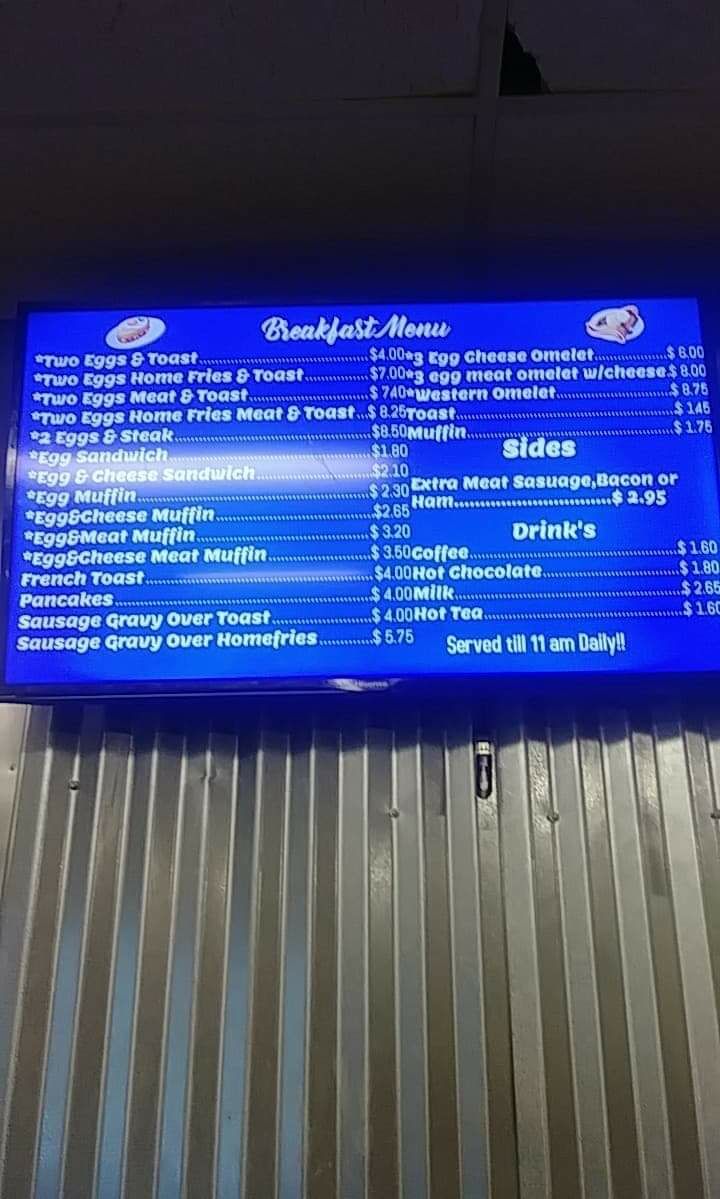 Breakfast Menu
*Two Eggs & Toast......$4.00
*Two Eggs Home Fries & Toast......$7.00
*Two Eggs Meat & Toast......$ 7.40
*Two Eggs Home Fries Meat & Toast...$ 8.25
*2 Eggs & Steak......$8.50
*Egg Sandwich......$1.80
*Egg & Cheese Sandwich......$2.10
*Egg Muffin......$ 2.30
*Egg&Cheese Muffin......$2.65
*Egg&Meat Muffin......$ 3.20
*Egg&Cheese Meat Muffin......$ 3.50
French Toast......$4.00
Pancakes......$ 4.00
Sausage Gravy Over Toast......$ 4.00
Sausage Gravy Over Homefries......$ 5.75
*3 Egg Cheese Omelet......$ 6.00
*3 egg meat omelet w/cheese.$ 8.00
*Western Omelet......$ 8.75
Toast......$ 1.45
Muffin......$ 1.75
Sides
Extra Meat Sasuage,Bacon or
Ham......$ 2.95
Drink's
Coffee......$ 1.60
Hot Chocolate......$ 1.80
Milk......$ 2.65
Hot Tea......$ 1.60
Served till 11 am Daily!!
Hisense